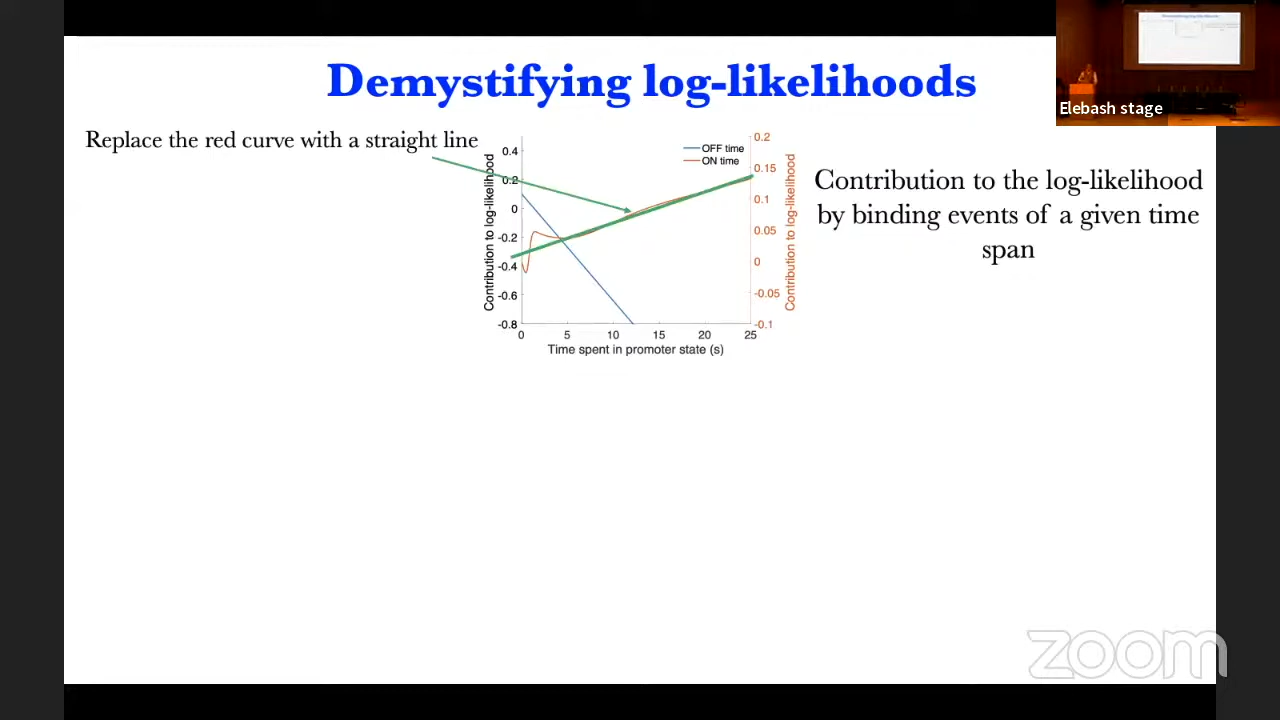 Demystifying log-likelihoods
Elebash stage
Replace the red curve with a straight line
Contribution to log-likelihood
0.4
0.2
0
-0.2
-0.4
-0.6
-0.8
OFF time
ON time
0.2
0.15
0.1
0.05
0
-0.05
-0.1
Contribution to log-likelihood
0 5 10 15 20 25
Time spent in promoter state (s)
Contribution to the log-likelihood
by binding events of a given time
span
zoom